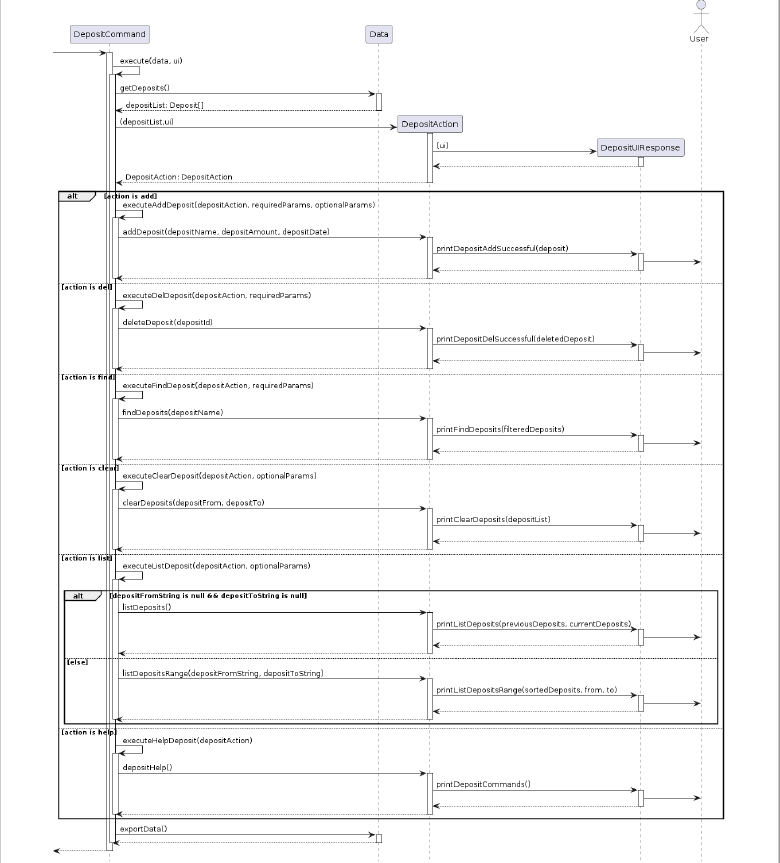 User
DepositCommand
Data
execute(data, ui)
getDeposits()
depositList: Deposit[]
(depositList,ui)
DepositAction
(ui)
DepositUIResponse
DepositAction: DepositAction
alt
[action is add]
executeAddDeposit(depositAction, requiredParams, optionalParams)
addDeposit(depositName, depositAmount, depositDate)
printDepositAddSuccessful(deposit)
[action is del]
executeDelDeposit(depositAction, requiredParams)
deleteDeposit(depositId)
printDepositDelSuccessful(deletedDeposit)
[action is find]
executeFindDeposit(depositAction, requiredParams)
findDeposits(depositName)
printFindDeposits(filteredDeposits)
[action is clear]
executeClearDeposit(depositAction, optionalParams)
clearDeposits(depositFrom, depositTo)
printClearDeposits(depositList)
[action is list]
executeListDeposit(depositAction, optionalParams)
alt
[depositFromString is null && depositToString is null]
listDeposits()
printListDeposits(previousDeposits, currentDeposits)
[else]
listDepositsRange(depositFromString, depositToString)
printListDepositsRange(sortedDeposits, from, to)
[action is help]
executeHelpDeposit(depositAction)
depositHelp()
printDepositCommands()
exportData()